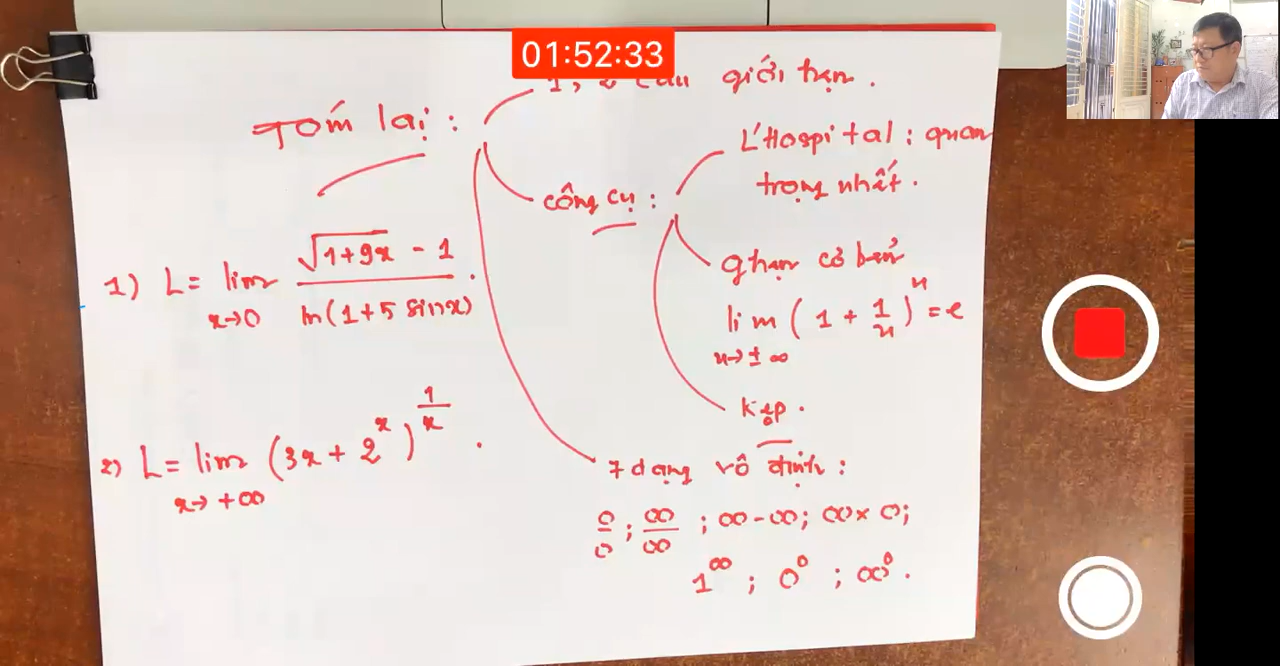 01:52:33
1, 2 câu giới hạn.
Tóm lại:
L'Hospital: quan
trọng nhất.
công cụ:
ghạn cơ bản
lim (1 + 1/n)^n = e
n→ ± ∞
kẹp.
1) L = lim (√(1+9x) - 1) / ln(1+5 sinx).
x→0
2) L = lim (3x + 2^x)^(1/x).
x→ +∞
7 dạng vô định:
0/0; ∞/∞; ∞-∞; ∞×0;
1^∞; 0^0; ∞^0.